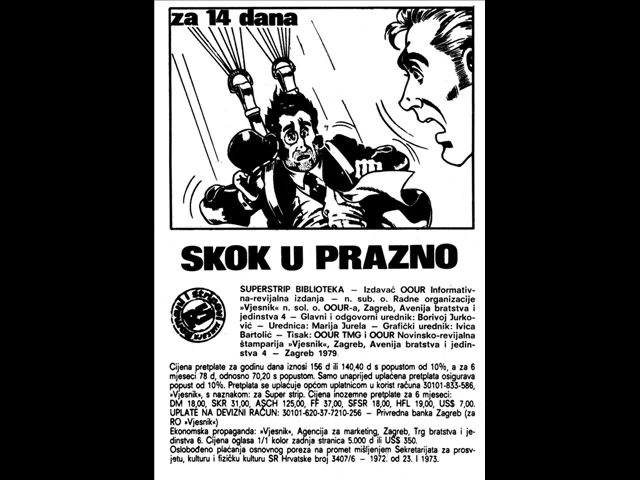 za 14 dana
SKOK U PRAZNO
SUPERSTRIP BIBLIOTEKA — Izdavač OOUR Informativ-
na-revijalna izdanja — n. sub. o. Radne organizacije
»Vjesnik« n. sol. o. OOUR-a, Zagreb, Avenija bratstva i
jedinstva 4 — Glavni i odgovorni urednik: Borivoj Jurko-
vić — Urednica: Marija Jurela — Grafički urednik: Ivica
Bartolić — Tisak: OOUR TMG i OOUR Novinsko-revijalna
štamparija »Vjesnik«, Zagreb, Avenija bratstva i jedin-
stva 4 — Zagreb 1979.
Cijena pretplate za godinu dana iznosi 156 d ili 140,40 d s popustom od 10%, a za 6
mjeseci 78 d, odnosno 70,20 s popustom. Samo unaprijed uplaćena pretplata osigurava
popust od 10%. Pretplata se uplaćuje općom uplatnicom u korist računa 30101-833-586,
»Vjesnik«, s naznakom: za Super strip. Cijena inozemne pretplate za 6 mjeseci:
DM 18,00, SKR 31,00, ASCH 125,00, FF 37,00, SFSR 18,00, HFL 19,00, US$ 7,00.
UPLATE NA DEVIZNI RAČUN: 30101-620-37-7210-256 — Privredna banka Zagreb (za
RO »Vjesnik«)
Ekonomska propaganda: »Vjesnik«, Agencija za marketing, Zagreb, Trg bratstva i je-
dinstva 6. Cijena oglasa 1/1 kolor zadnja stranica 5.000 d ili US$ 350.
Oslobođeno plaćanja osnovnog poreza na promet mišljenjem Sekretarijata za prosv-
jetu, kulturu i fizičku kulturu SR Hrvatske broj 3407/6 — 1972. od 23. I 1973.